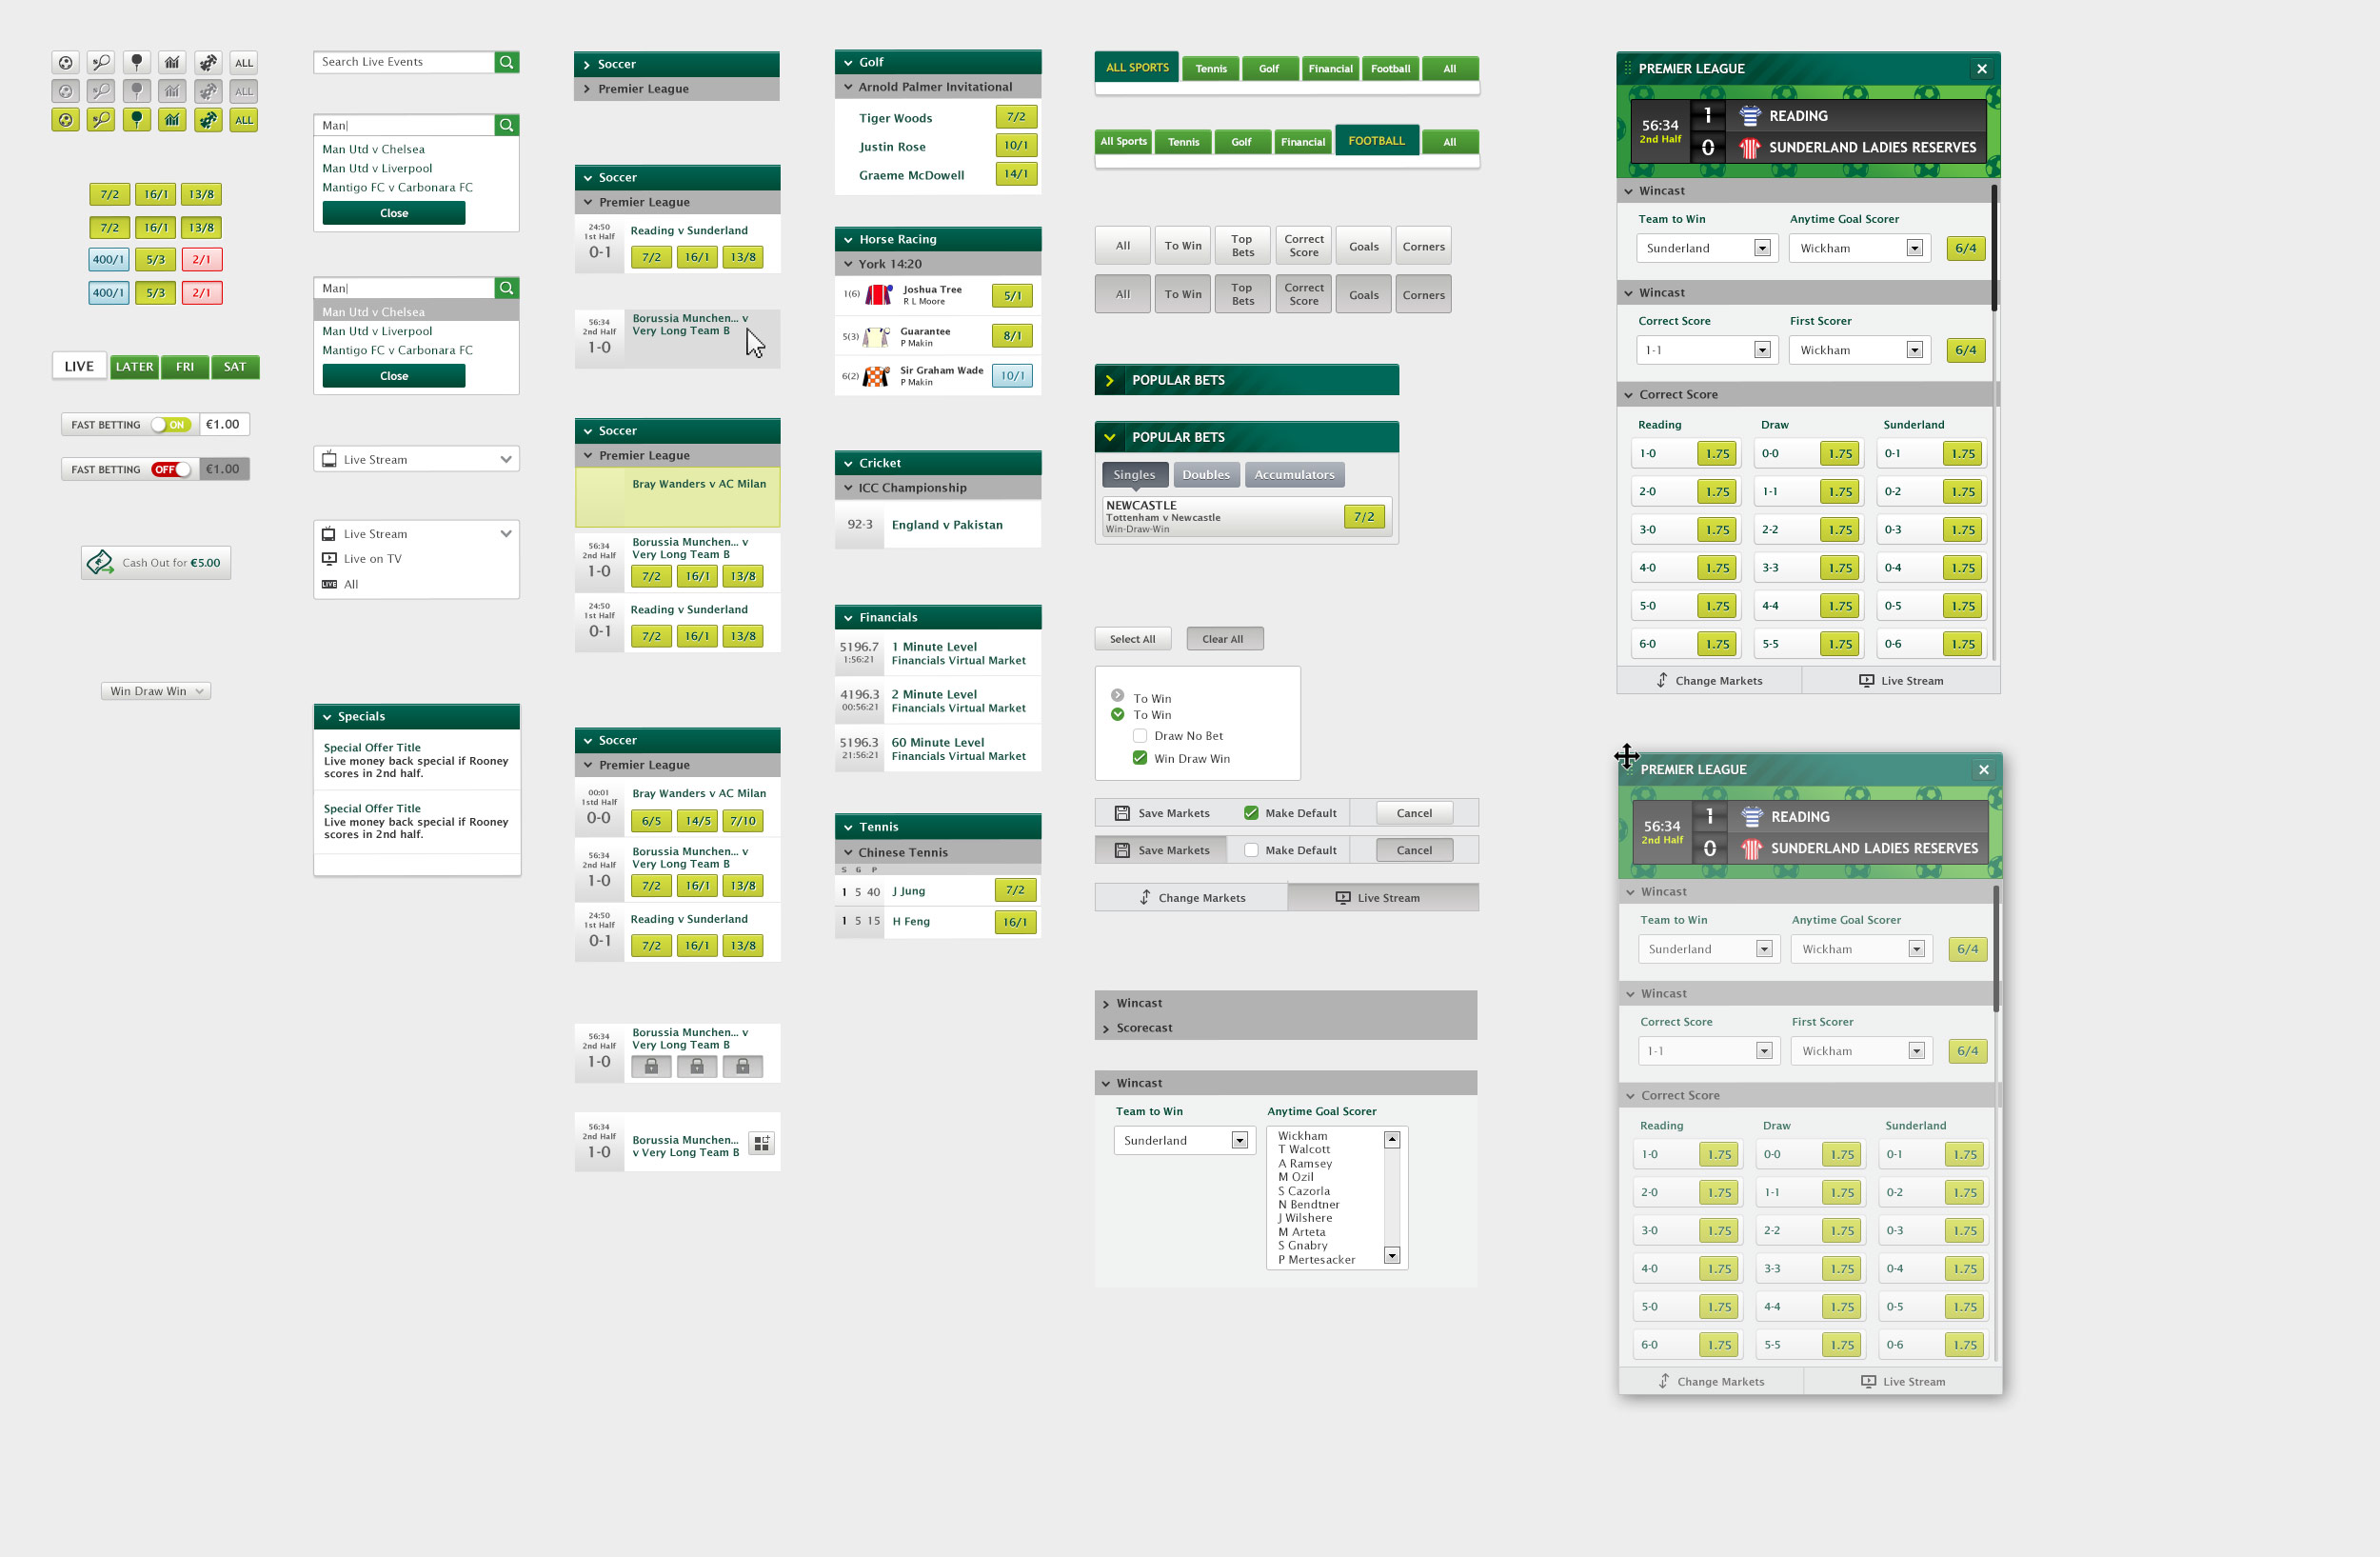 ALL
ALL
ALL
7/2 16/1 13/8
7/2 16/1 13/8
400/1 5/3 2/1
400/1 5/3 2/1
LIVE LATER FRI SAT
FAST BETTING ON €1.00
FAST BETTING OFF €1.00
Cash Out for €5.00
Win Draw Win
Search Live Events
Man|
Man Utd v Chelsea
Man Utd v Liverpool
Mantigo FC v Carbonara FC
Close
Man|
Man Utd v Chelsea
Man Utd v Liverpool
Mantigo FC v Carbonara FC
Close
Live Stream
Live Stream
Live on TV
LIVE All
Specials
Special Offer Title
Live money back special if Rooney
scores in 2nd half.
Special Offer Title
Live money back special if Rooney
scores in 2nd half.
Soccer
Premier League
Soccer
Premier League
24:50
1st Half
0-1
Reading v Sunderland
7/2 16/1 13/8
56:34
2nd Half
1-0
Borussia Munchen... v
Very Long Team B
Soccer
Premier League
Bray Wanders v AC Milan
56:34
2nd Half
1-0
Borussia Munchen... v
Very Long Team B
7/2 16/1 13/8
24:50
1st Half
0-1
Reading v Sunderland
7/2 16/1 13/8
Soccer
Premier League
00:01
1std Half
0-0
Bray Wanders v AC Milan
6/5 14/5 7/10
56:34
2nd Half
1-0
Borussia Munchen... v
Very Long Team B
7/2 16/1 13/8
24:50
1st Half
0-1
Reading v Sunderland
7/2 16/1 13/8
56:34
2nd Half
1-0
Borussia Munchen... v
Very Long Team B
56:34
2nd Half
1-0
Borussia Munchen...
v Very Long Team B
Golf
Arnold Palmer Invitational
Tiger Woods 7/2
Justin Rose 10/1
Graeme McDowell 14/1
Horse Racing
York 14:20
1(6) Joshua Tree
R L Moore
5/1
5(3) Guarantee
P Makin
8/1
6(2) Sir Graham Wade
P Makin
10/1
Cricket
ICC Championship
92-3 England v Pakistan
Financials
5196.7 1 Minute Level
1:56:21 Financials Virtual Market
4196.3 2 Minute Level
00:56:21 Financials Virtual Market
5196.3 60 Minute Level
21:56:21 Financials Virtual Market
Tennis
Chinese Tennis
S G P
1 5 40 J Jung 7/2
1 5 15 H Feng 16/1
ALL SPORTS Tennis Golf Financial Football All
All Sports Tennis Golf Financial FOOTBALL All
All To Win Top Bets Correct Score Goals Corners
All To Win Top Bets Correct Score Goals Corners
POPULAR BETS
POPULAR BETS
Singles Doubles Accumulators
NEWCASTLE
Tottenham v Newcastle
Win-Draw-Win
7/2
Select All Clear All
To Win
To Win
Draw No Bet
Win Draw Win
Save Markets Make Default Cancel
Save Markets Make Default Cancel
Change Markets Live Stream
Wincast
Scorecast
Wincast
Team to Win Anytime Goal Scorer
Sunderland
Wickham
T Walcott
A Ramsey
M Ozil
S Cazorla
N Bendtner
J Wilshere
M Arteta
S Gnabry
P Mertesacker
PREMIER LEAGUE
56:34
2nd Half
1 READING
0 SUNDERLAND LADIES RESERVES
Wincast
Team to Win Anytime Goal Scorer
Sunderland Wickham 6/4
Wincast
Correct Score First Scorer
1-1 Wickham 6/4
Correct Score
Reading Draw Sunderland
1-0 1.75 0-0 1.75 0-1 1.75
2-0 1.75 1-1 1.75 0-2 1.75
3-0 1.75 2-2 1.75 0-3 1.75
4-0 1.75 3-3 1.75 0-4 1.75
5-0 1.75 4-4 1.75 0-5 1.75
6-0 1.75 5-5 1.75 0-6 1.75
Change Markets Live Stream
PREMIER LEAGUE
56:34
2nd Half
1 READING
0 SUNDERLAND LADIES RESERVES
Wincast
Team to Win Anytime Goal Scorer
Sunderland Wickham 6/4
Wincast
Correct Score First Scorer
1-1 Wickham 6/4
Correct Score
Reading Draw Sunderland
1-0 1.75 0-0 1.75 0-1 1.75
2-0 1.75 1-1 1.75 0-2 1.75
3-0 1.75 2-2 1.75 0-3 1.75
4-0 1.75 3-3 1.75 0-4 1.75
5-0 1.75 4-4 1.75 0-5 1.75
6-0 1.75 5-5 1.75 0-6 1.75
Change Markets Live Stream